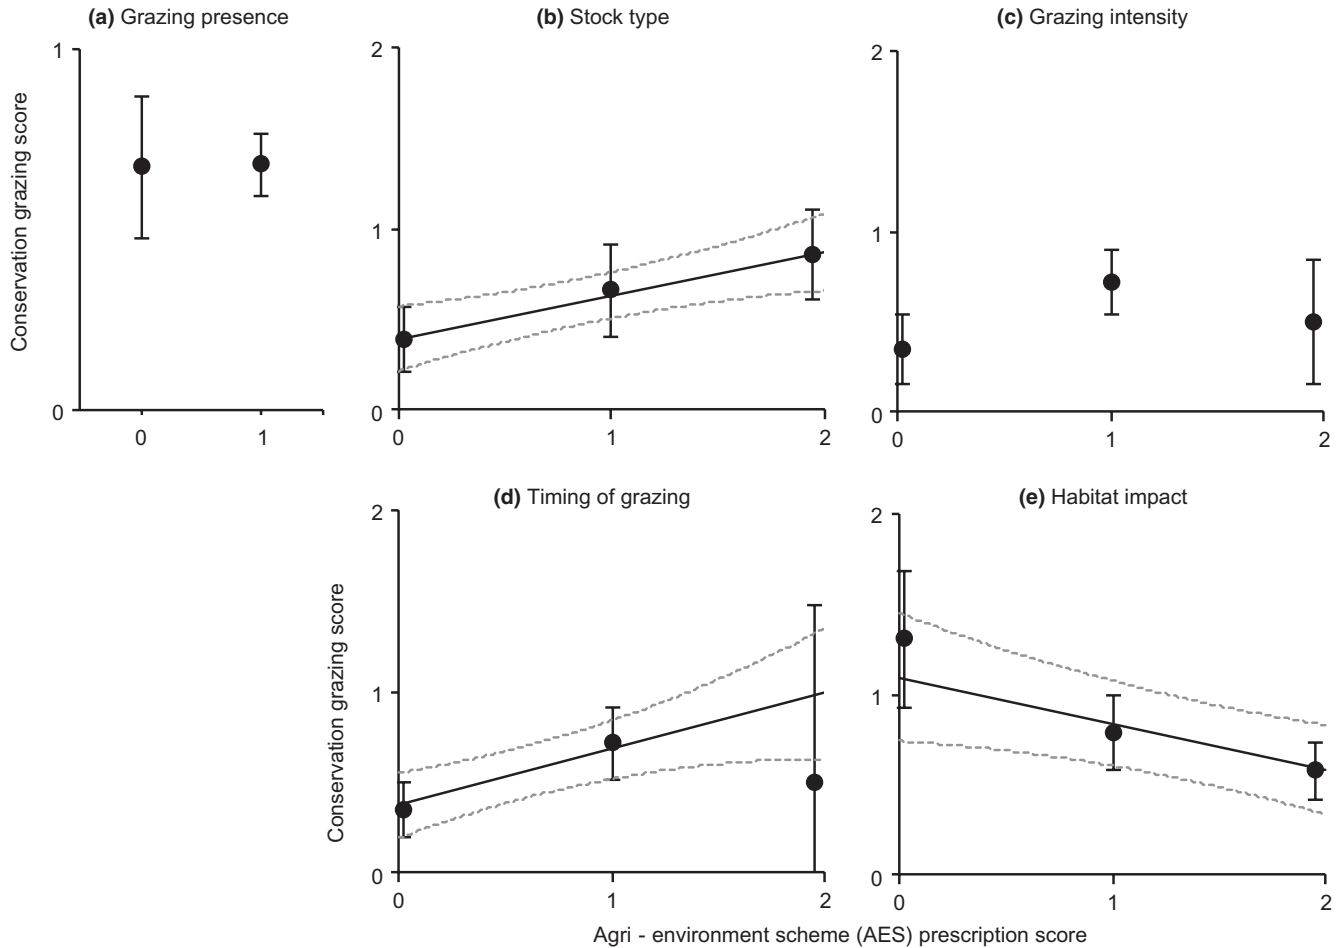 (a) Grazing presence
(b) Stock type
(c) Grazing intensity
Conservation grazing score
1
0
0 1
2
1
0
0 1 2
2
1
0
0 1 2
(d) Timing of grazing
(e) Habitat impact
Conservation grazing score
2
1
0
0 1 2
2
1
0
0 1 2
Agri - environment scheme (AES) prescription score